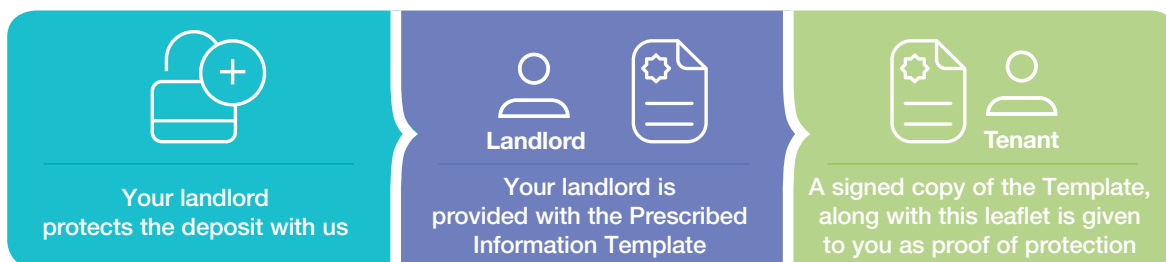 Your landlord
protects the deposit with us
Landlord
Your landlord is
provided with the Prescribed
Information Template
Tenant
A signed copy of the Template,
along with this leaflet is given
to you as proof of protection